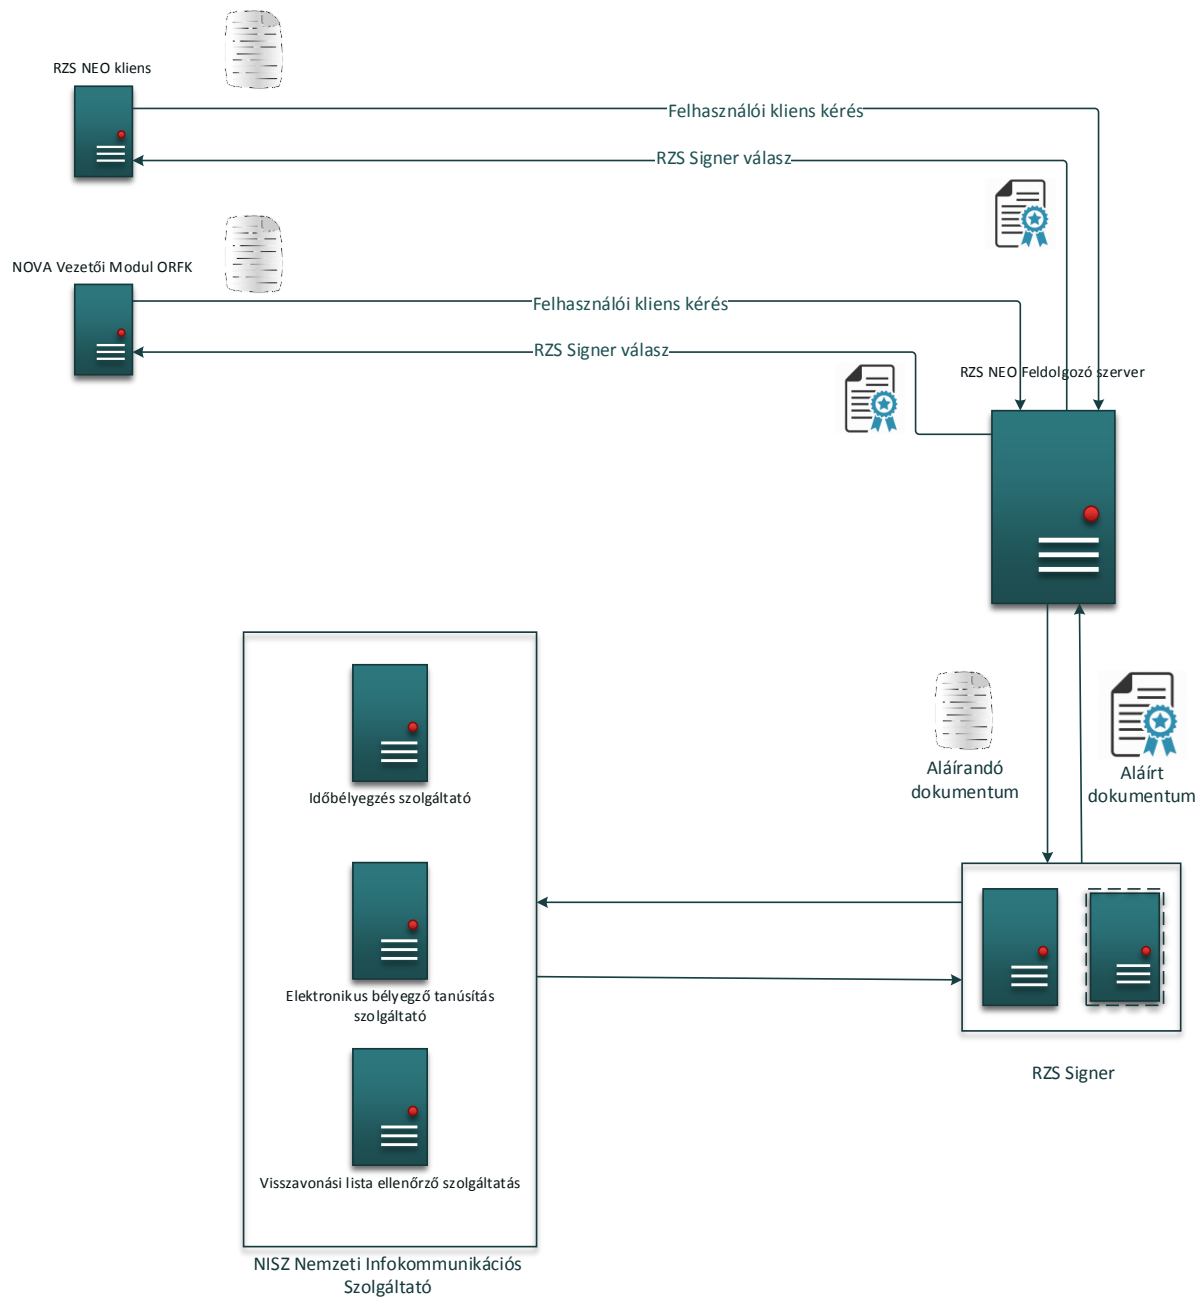 RZS NEO kliens
Felhasználói kliens kérés
RZS Signer válasz
NOVA Vezetői Modul ORFK
Felhasználói kliens kérés
RZS Signer válasz
RZS NEO Feldolgozó szerver
Aláírandó
dokumentum
Aláírt
dokumentum
Időbélyegzés szolgáltató
Elektronikus bélyegző tanúsítás
szolgáltató
RZS Signer
Visszavonási lista ellenőrző szolgáltatás
NISZ Nemzeti Infokommunikációs
Szolgáltató